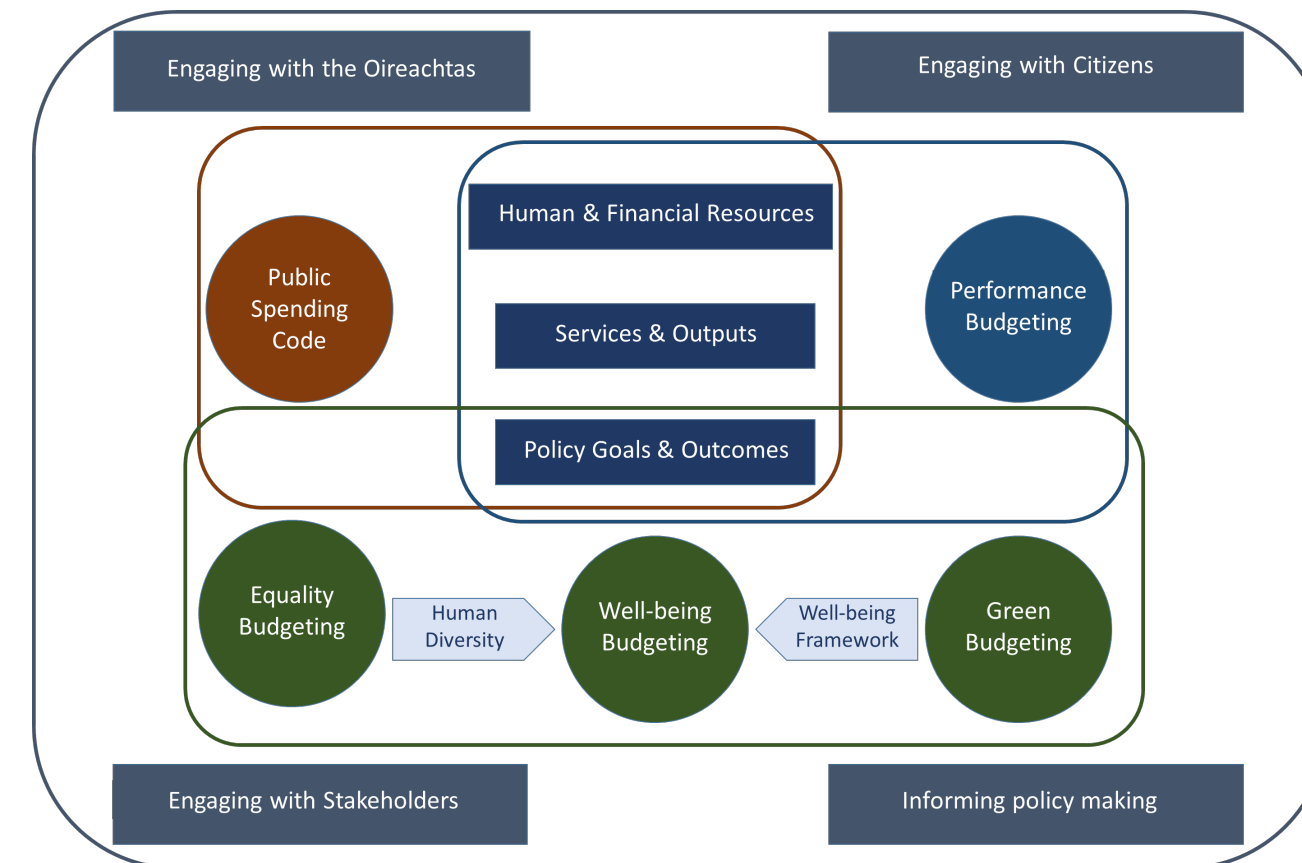 Engaging with the Oireachtas
Engaging with Citizens
Human & Financial Resources
Public
Spending
Code
Performance
Budgeting
Services & Outputs
Policy Goals & Outcomes
Equality
Budgeting
Human
Diversity
Well-being
Budgeting
Well-being
Framework
Green
Budgeting
Engaging with Stakeholders
Informing policy making